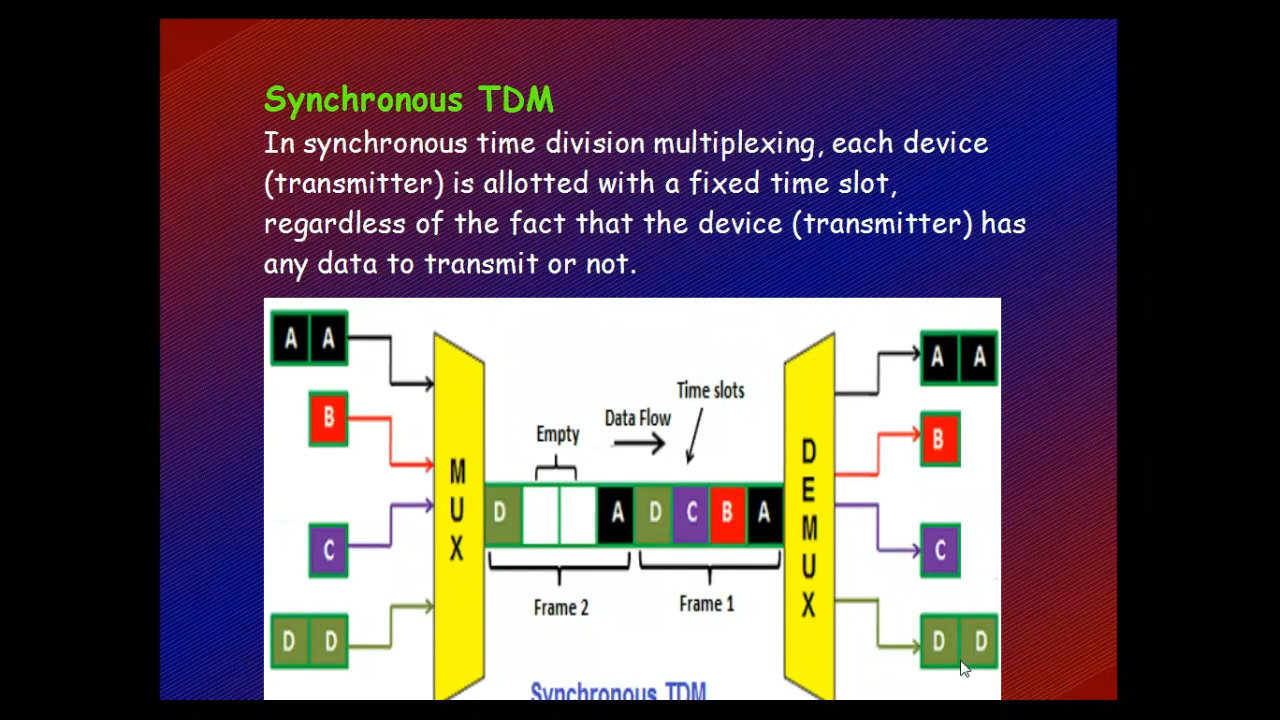 Synchronous TDM
In synchronous time division multiplexing, each device
(transmitter) is allotted with a fixed time slot,
regardless of the fact that the device (transmitter) has
any data to transmit or not.
A A
B
C
D D
MUX
Empty
Data Flow
Time slots
D A D C B A
Frame 2
Frame 1
DEMUX
A A
B
C
D D
Synchronous TDM